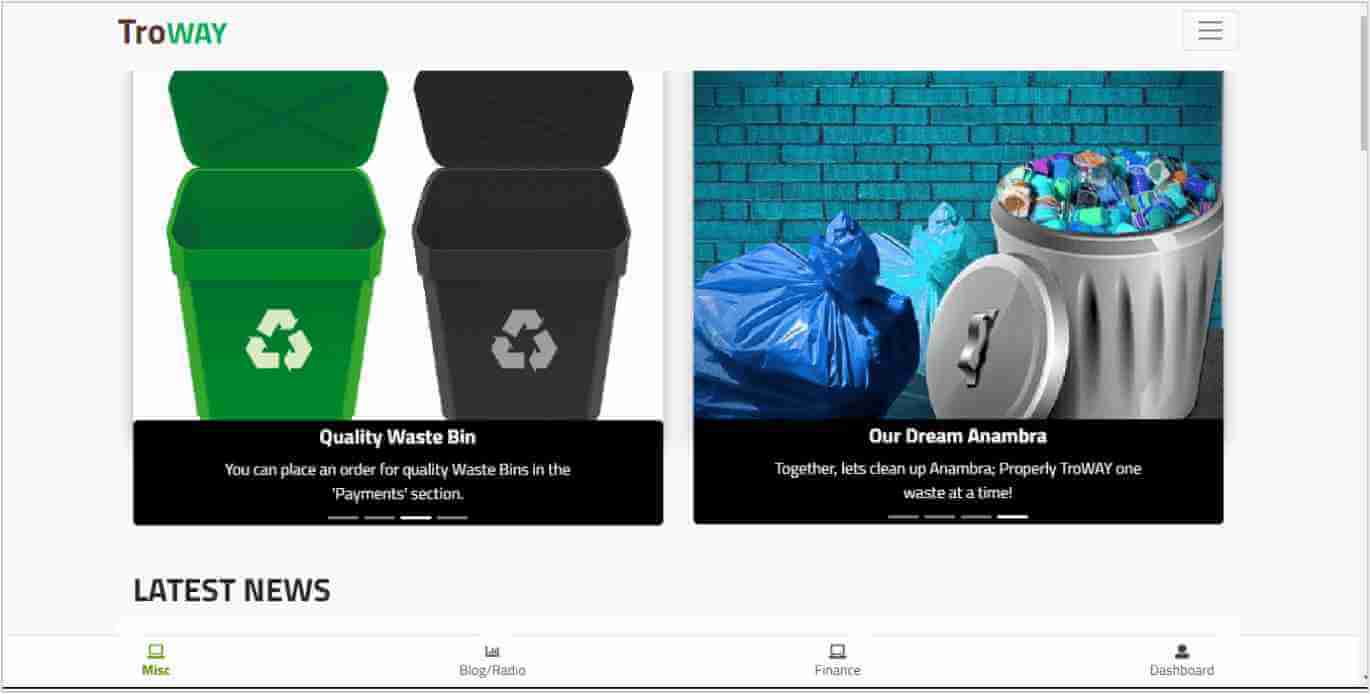 TroWAY
Quality Waste Bin
You can place an order for quality Waste Bins in the
'Payments' section.
Our Dream Anambra
Together, lets clean up Anambra; Properly TroWAY one
waste at a time!
LATEST NEWS
Misc
Blog/Radio
Finance
Dashboard